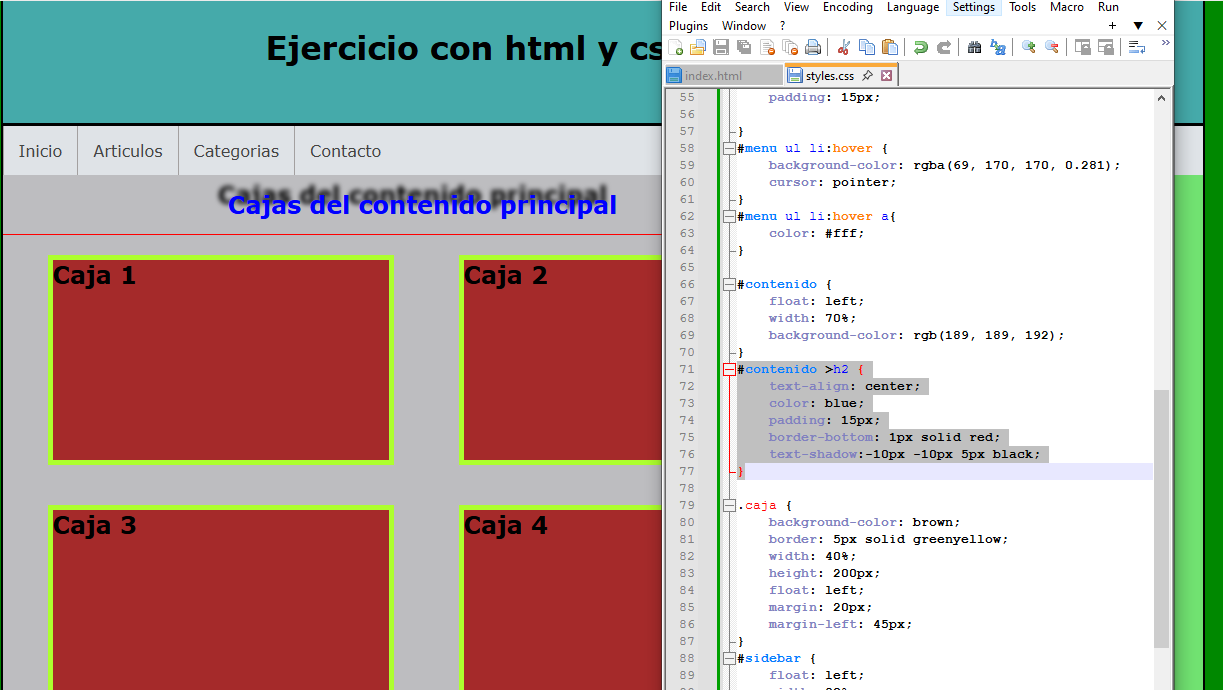 Ejercicio con html y cs
Inicio Articulos Categorias Contacto
Cajas del contenido principal
Cajas del contenido principal
Caja 1
Caja 2
Caja 3
Caja 4
File Edit Search View Encoding Language Settings Tools Macro Run
Plugins Window ? + ▼ X
index.html styles.css
55 padding: 15px;
56
57 }
58 #menu ul li:hover {
59 background-color: rgba(69, 170, 170, 0.281);
60 cursor: pointer;
61 }
62 #menu ul li:hover a{
63 color: #fff;
64 }
65
66 #contenido {
67 float: left;
68 width: 70%;
69 background-color: rgb(189, 189, 192);
70 }
71 #contenido >h2 {
72 text-align: center;
73 color: blue;
74 padding: 15px;
75 border-bottom: 1px solid red;
76 text-shadow:-10px -10px 5px black;
77 }
78
79 .caja {
80 background-color: brown;
81 border: 5px solid greenyellow;
82 width: 40%;
83 height: 200px;
84 float: left;
85 margin: 20px;
86 margin-left: 45px;
87 }
88 #sidebar {
89 float: left;